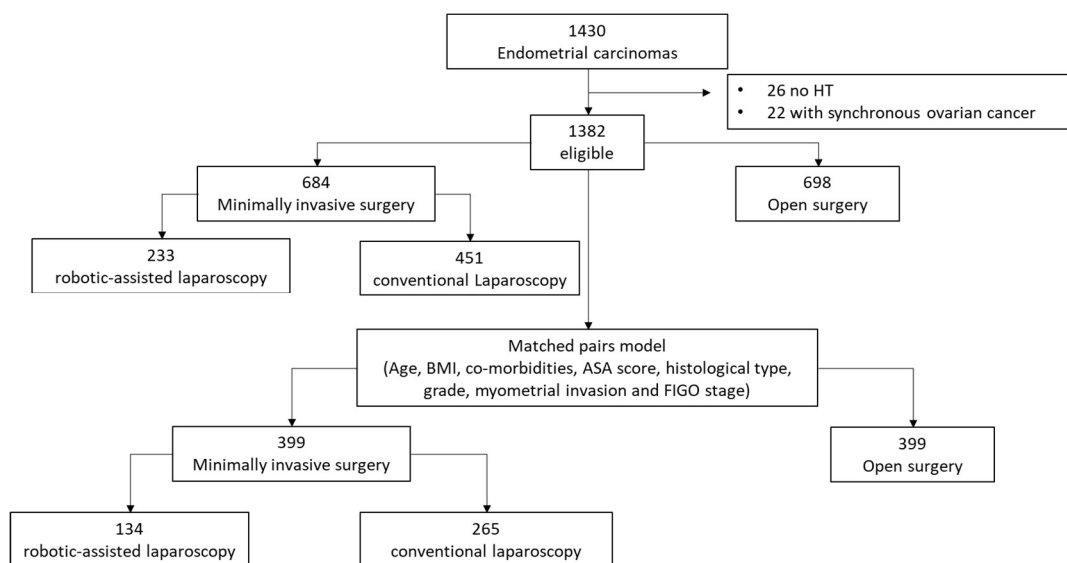 1430
Endometrial carcinomas
• 26 no HT
• 22 with synchronous ovarian cancer
1382
eligible
684
Minimally invasive surgery
698
Open surgery
233
robotic-assisted laparoscopy
451
conventional Laparoscopy
Matched pairs model
(Age, BMI, co-morbidities, ASA score, histological type,
grade, myometrial invasion and FIGO stage)
399
Minimally invasive surgery
399
Open surgery
134
robotic-assisted laparoscopy
265
conventional laparoscopy